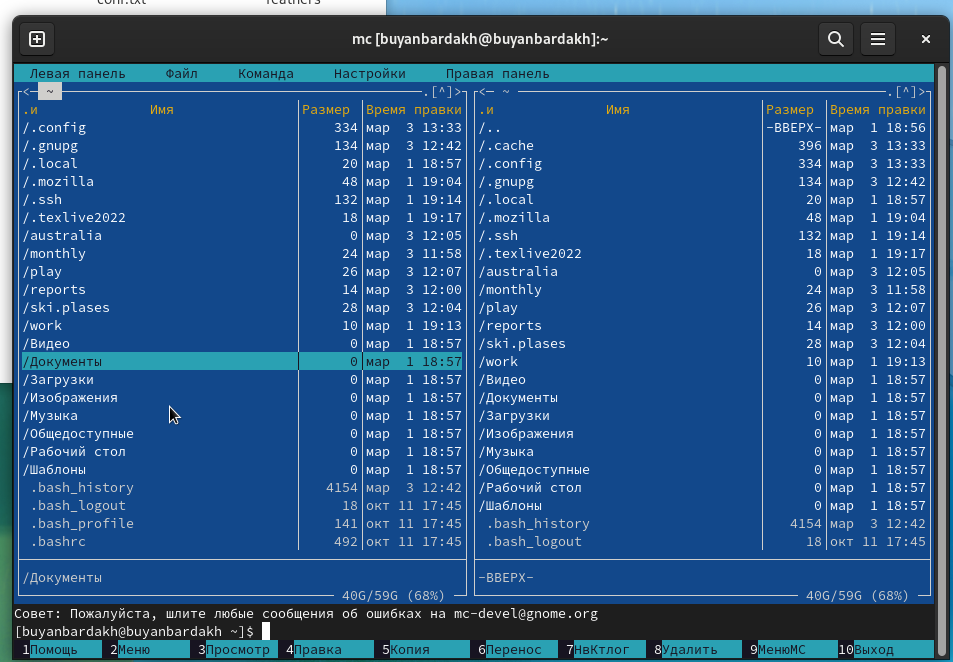 conf.txt feathers
mc [buyanbardakh@buyanbardakh]:~
Левая панель Файл Команда Настройки Правая панель
<─ ~ ─.[^]>┐ <─ ~ ─.[^]>┐
.и Имя Размер Время правки .и Имя Размер Время правки
/.config 334 мар 3 13:33 /.. -ВВЕРХ- мар 1 18:56
/.gnupg 134 мар 3 12:42 /.cache 396 мар 3 13:33
/.local 20 мар 1 18:57 /.config 334 мар 3 13:33
/.mozilla 48 мар 1 19:04 /.gnupg 134 мар 3 12:42
/.ssh 132 мар 1 19:14 /.local 20 мар 1 18:57
/.texlive2022 18 мар 1 19:17 /.mozilla 48 мар 1 19:04
/australia 0 мар 3 12:05 /.ssh 132 мар 1 19:14
/monthly 24 мар 3 11:58 /.texlive2022 18 мар 1 19:17
/play 26 мар 3 12:07 /australia 0 мар 3 12:05
/reports 14 мар 3 12:00 /monthly 24 мар 3 11:58
/ski.plases 28 мар 3 12:04 /play 26 мар 3 12:07
/work 10 мар 1 19:13 /reports 14 мар 3 12:00
/Видео 0 мар 1 18:57 /ski.plases 28 мар 3 12:04
/Документы 0 мар 1 18:57 /work 10 мар 1 19:13
/Загрузки 0 мар 1 18:57 /Видео 0 мар 1 18:57
/Изображения 0 мар 1 18:57 /Документы 0 мар 1 18:57
/Музыка 0 мар 1 18:57 /Загрузки 0 мар 1 18:57
/Общедоступные 0 мар 1 18:57 /Изображения 0 мар 1 18:57
/Рабочий стол 0 мар 1 18:57 /Музыка 0 мар 1 18:57
/Шаблоны 0 мар 1 18:57 /Общедоступные 0 мар 1 18:57
.bash_history 4154 мар 3 12:42 /Рабочий стол 0 мар 1 18:57
.bash_logout 18 окт 11 17:45 /Шаблоны 0 мар 1 18:57
.bash_profile 141 окт 11 17:45 .bash_history 4154 мар 3 12:42
.bashrc 492 окт 11 17:45 .bash_logout 18 окт 11 17:45
/Документы -ВВЕРХ-
40G/59G (68%) 40G/59G (68%)
Совет: Пожалуйста, шлите любые сообщения об ошибках на mc-devel@gnome.org
[buyanbardakh@buyanbardakh ~]$
1Помощь 2Меню 3Просмотр 4Правка 5Копия 6Перенос 7НвКтлог 8Удалить 9МенюМС 10Выход